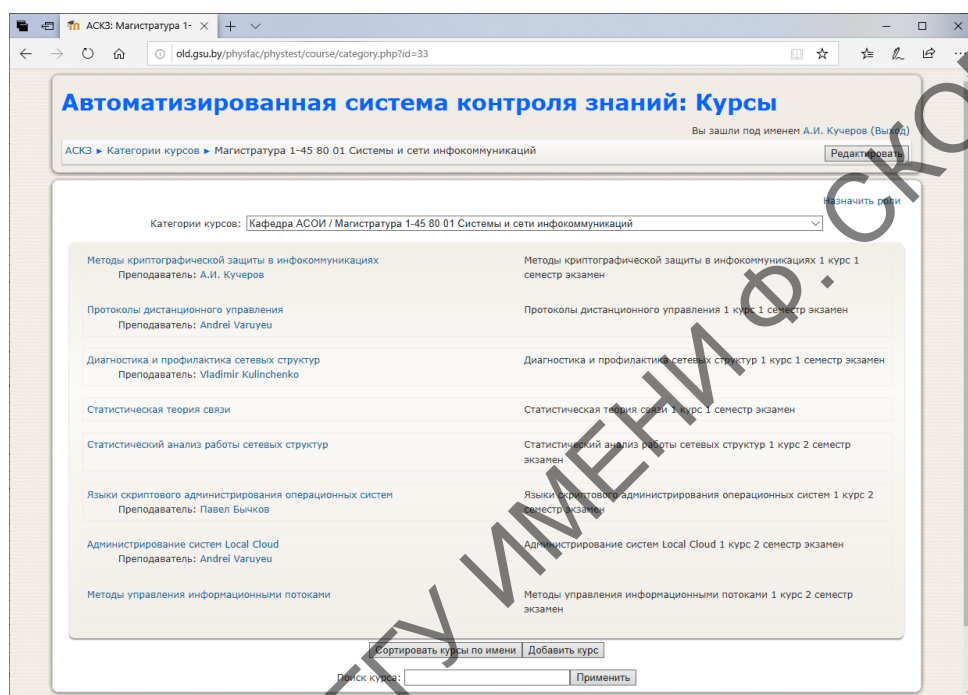 АСКЗ: Магистратура 1-
old.gsu.by/physfac/phystest/course/category.php?id=33
Автоматизированная система контроля знаний: Курсы
Вы зашли под именем А.И. Кучеров (Выход)
АСКЗ ► Категории курсов ► Магистратура 1-45 80 01 Системы и сети инфокоммуникаций
Редактировать
Назначить роли
Категории курсов: Кафедра АСОИ / Магистратура 1-45 80 01 Системы и сети инфокоммуникаций
Методы криптографической защиты в инфокоммуникациях
Преподаватель: А.И. Кучеров
Методы криптографической защиты в инфокоммуникациях 1 курс 1
семестр экзамен
Протоколы дистанционного управления
Преподаватель: Andrei Varuyeu
Протоколы дистанционного управления 1 курс 1 семестр экзамен
Диагностика и профилактика сетевых структур
Преподаватель: Vladimir Kulinchenko
Диагностика и профилактика сетевых структур 1 курс 1 семестр экзамен
Статистическая теория связи
Статистическая теория связи 1 курс 1 семестр экзамен
Статистический анализ работы сетевых структур
Статистический анализ работы сетевых структур 1 курс 2 семестр
экзамен
Языки скриптового администрирования операционных систем
Преподаватель: Павел Бычков
Языки скриптового администрирования операционных систем 1 курс 2
семестр экзамен
Администрирование систем Local Cloud
Преподаватель: Andrei Varuyeu
Администрирование систем Local Cloud 1 курс 2 семестр экзамен
Методы управления информационными потоками
Методы управления информационными потоками 1 курс 2 семестр
экзамен
Сортировать курсы по имени
Добавить курс
Поиск курса:
Применить
ГГУ ИМЕНИ Ф. СКО